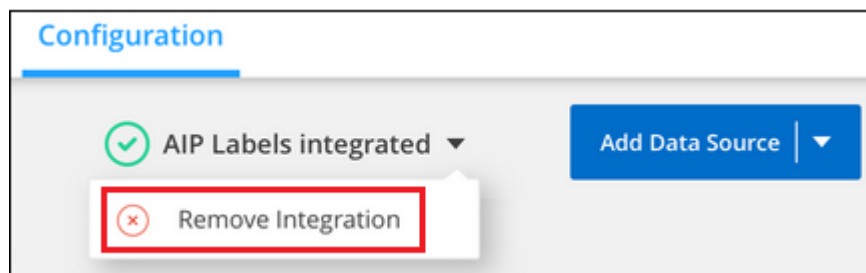 Configuration
AIP Labels integrated
Add Data Source
Remove Integration